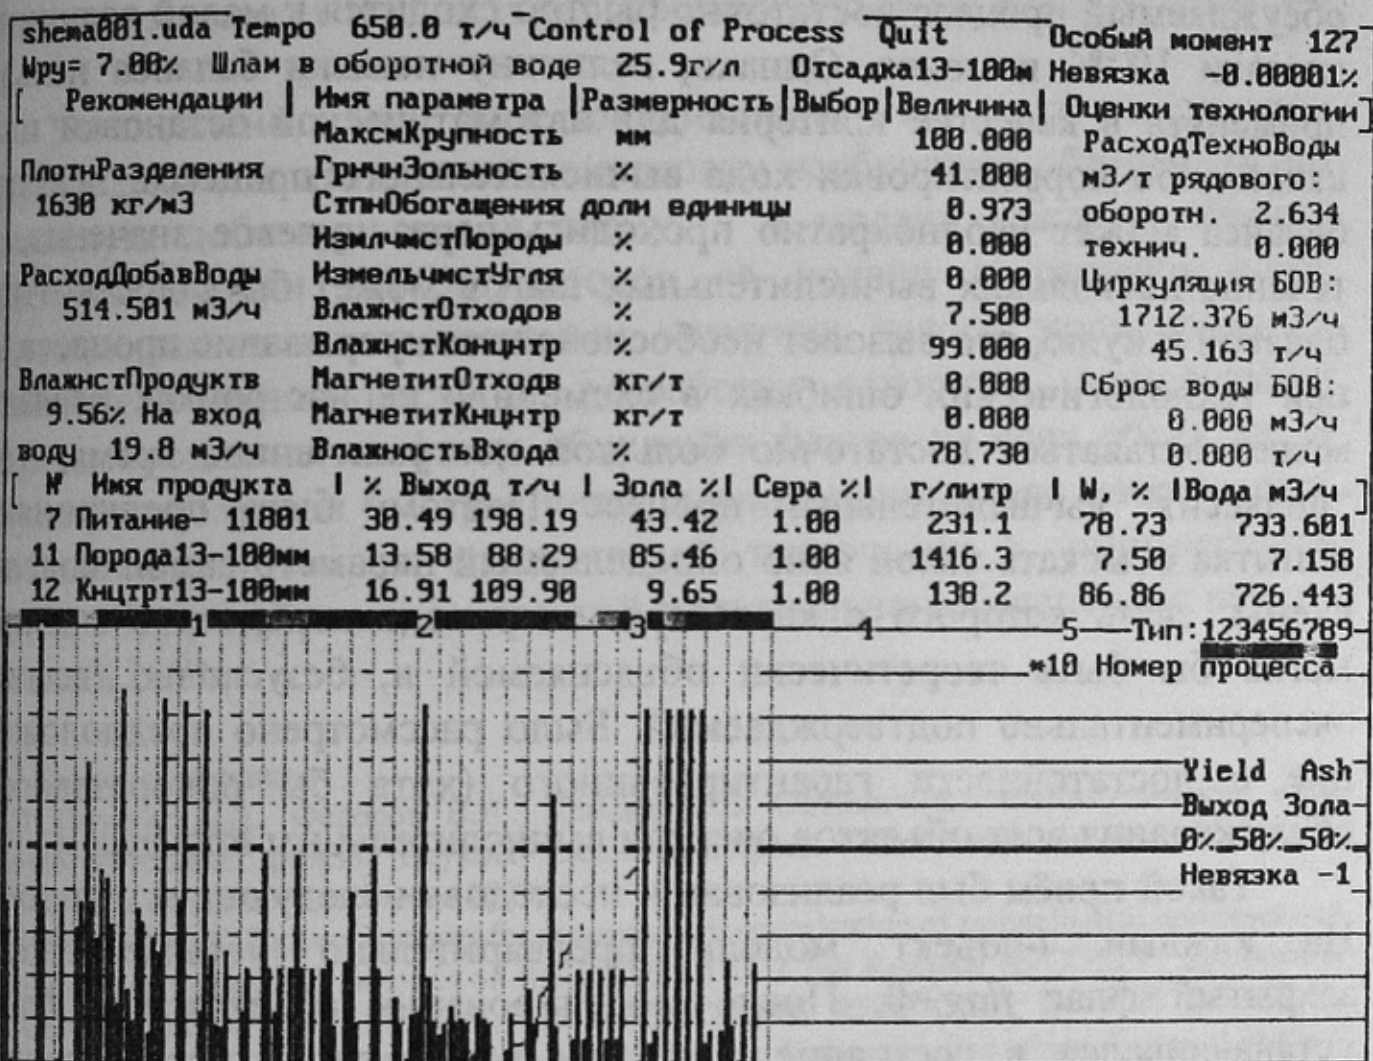 shema001.uda Tempo 650.0 т/ч Control of Process Quit Особый момент 127
Wру= 7.00% Шлам в оборотной воде 25.9г/л Отсадка13-100м Невязка -0.00001%
[ Рекомендации | Имя параметра |Размерность|Выбор|Величина| Оценки технологии]
МаксмКрупность мм 100.000 РасходТехноВоды
ПлотнРазделения ГрнчнЗольность % 41.000 м3/т рядового:
1630 кг/м3 СтпнОбогащения доли единицы 0.973 оборотн. 2.634
ИзмлчмстПороды % 0.000 технич. 0.000
РасходДобавВоды ИзмельчмстУгля % 0.000 Циркуляция БОВ:
514.501 м3/ч ВлажнстОтходов % 7.500 1712.376 м3/ч
ВлажнстКонцнтр % 99.000 45.163 т/ч
ВлажнстПродуктв МагнетитОтходв кг/т 0.000 Сброс воды БОВ:
9.56% На вход МагнетитКнцнтр кг/т 0.000 0.000 м3/ч
воду 19.8 м3/ч ВлажностьВхода % 78.730 0.000 т/ч
[ № Имя продукта | % Выход т/ч | Зола %| Сера %| г/литр | W, % |Вода м3/ч ]
7 Питание- 11801 30.49 198.19 43.42 1.00 231.1 78.73 733.601
11 Порода13-100мм 13.58 88.29 85.46 1.00 1416.3 7.50 7.158
12 Кнцтрт13-100мм 16.91 109.90 9.65 1.00 138.2 86.86 726.443
1 2 3 4 5 Тип:123456789
*10 Номер процесса
Yield Ash
Выход Зола
0% 50% 50%
Невязка -1